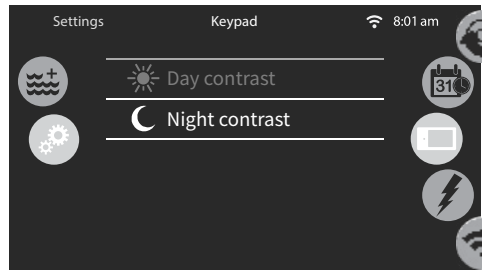 Settings
Keypad
8:01 am
Day contrast
31
Night contrast